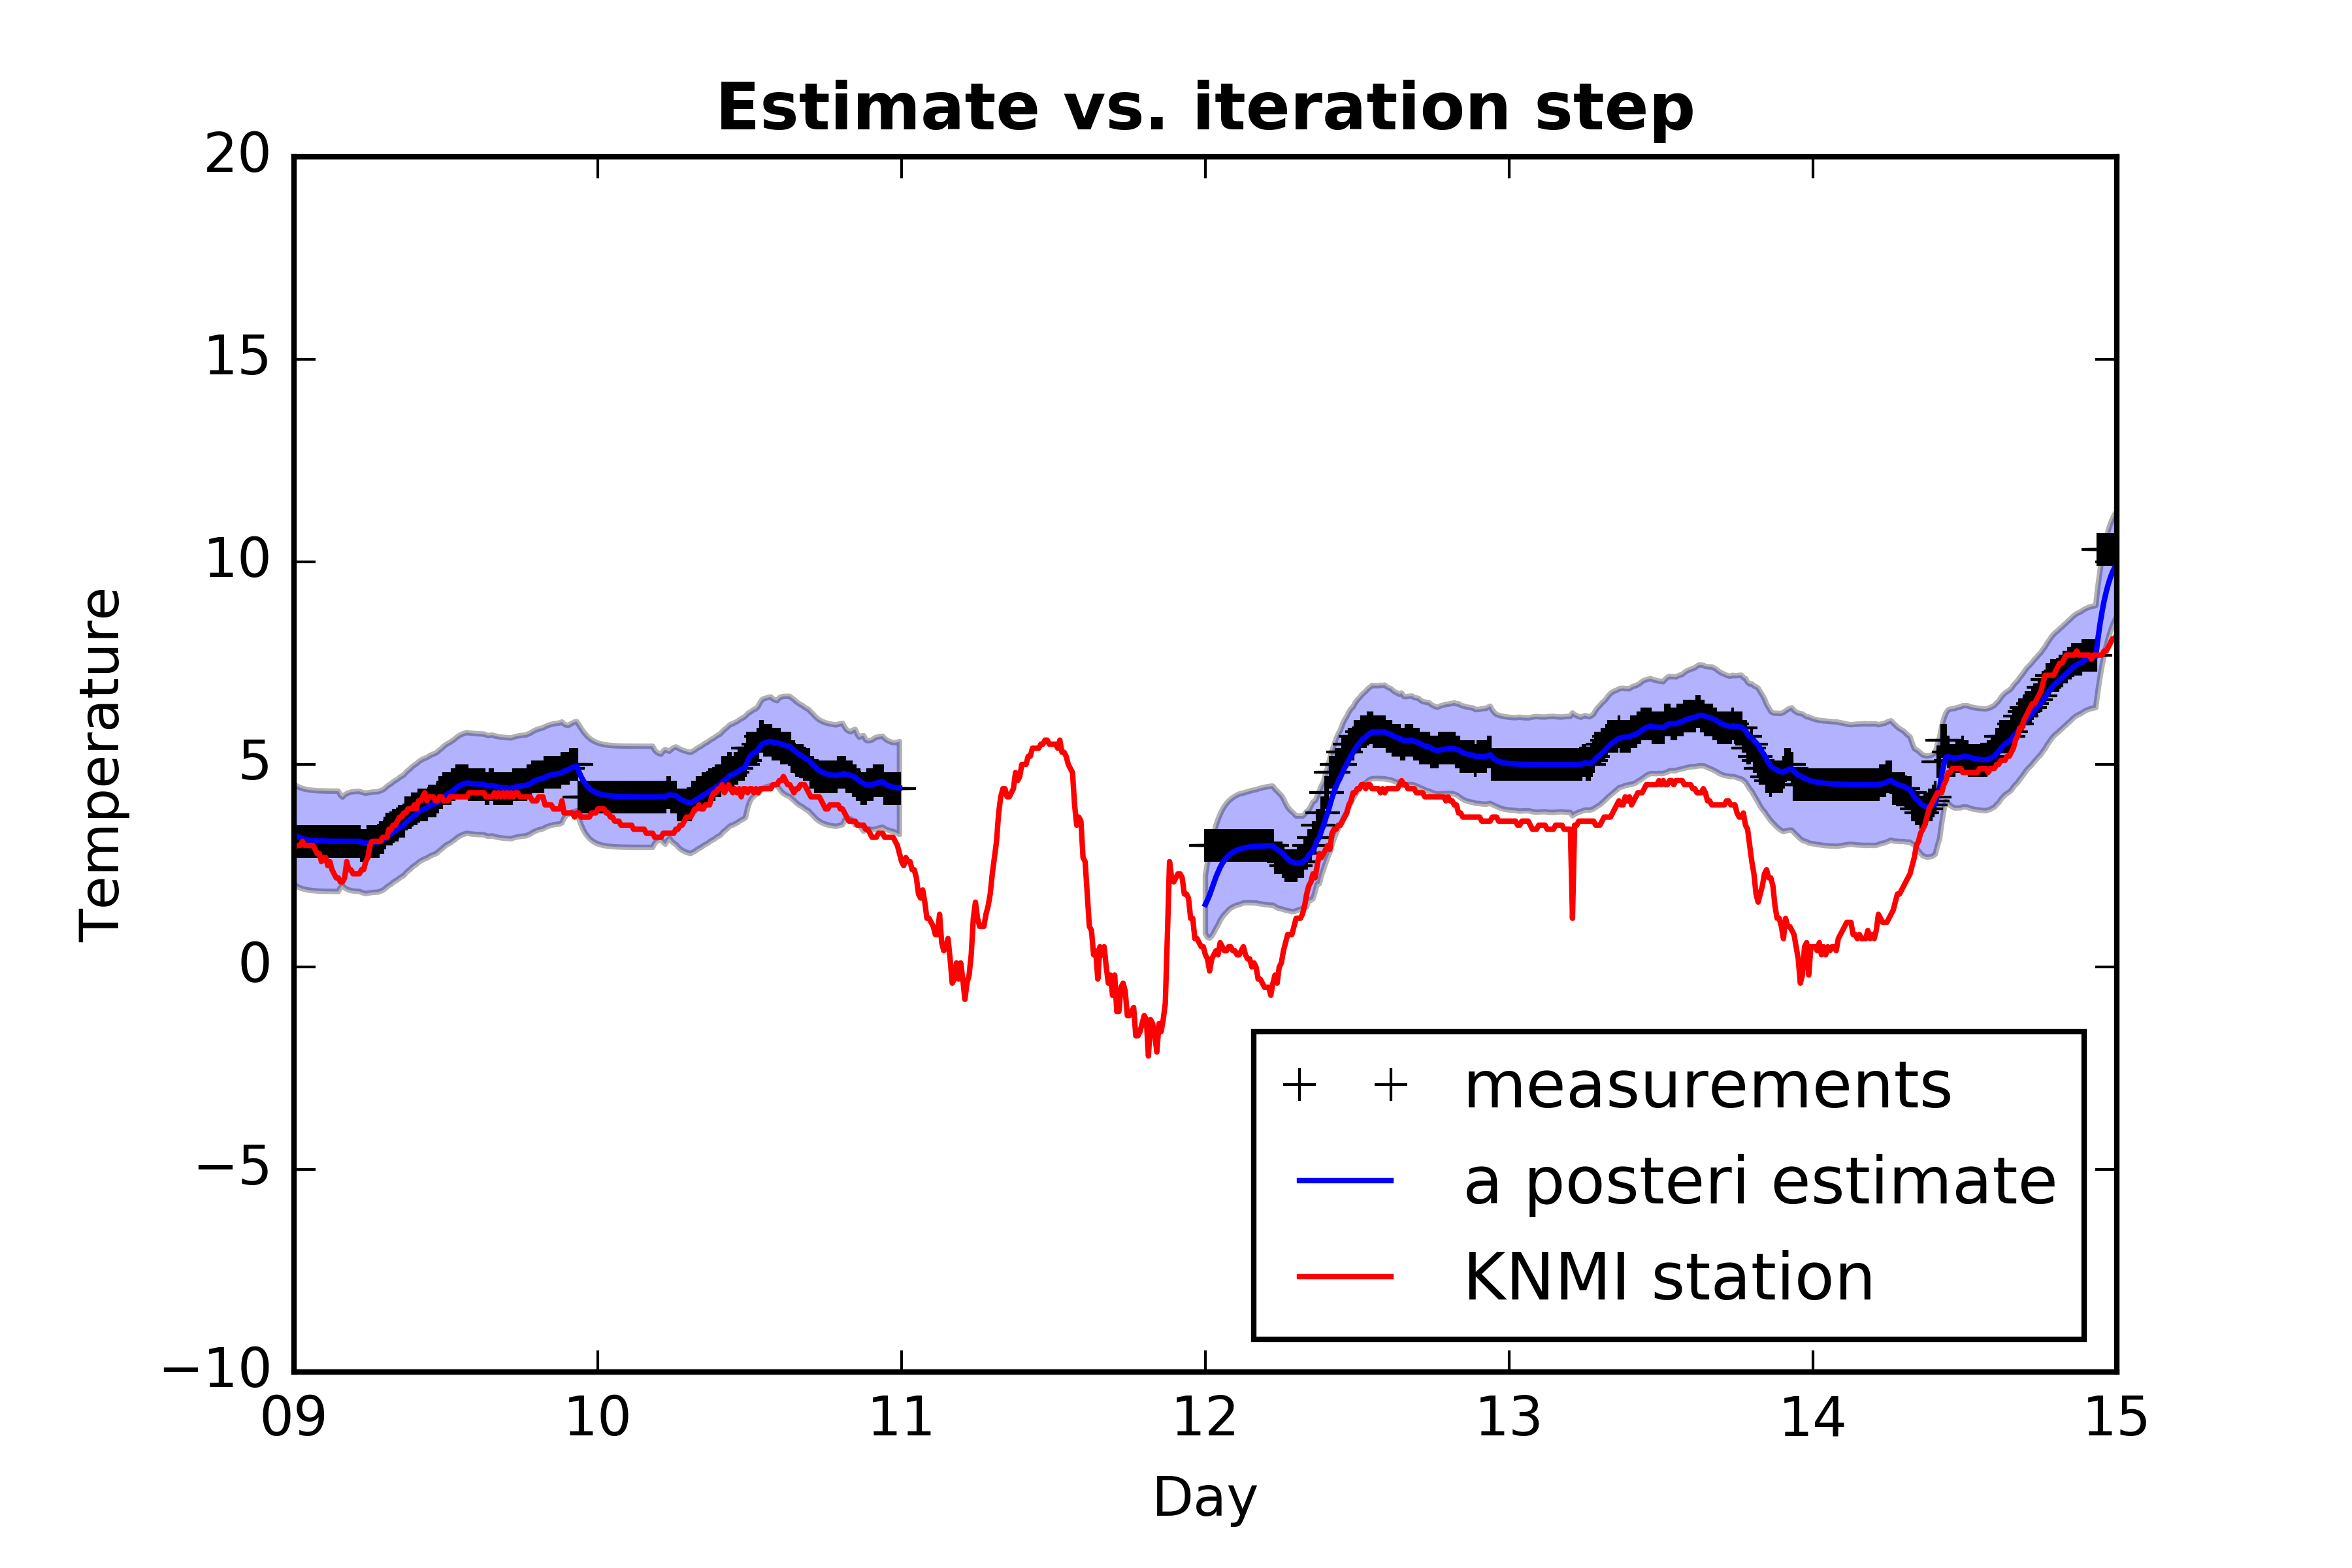 Estimate vs. iteration step
20
15
10
5
0
−5
−10
Temperature
measurements
a posteri estimate
KNMI station
09 10 11 12 13 14 15
Day